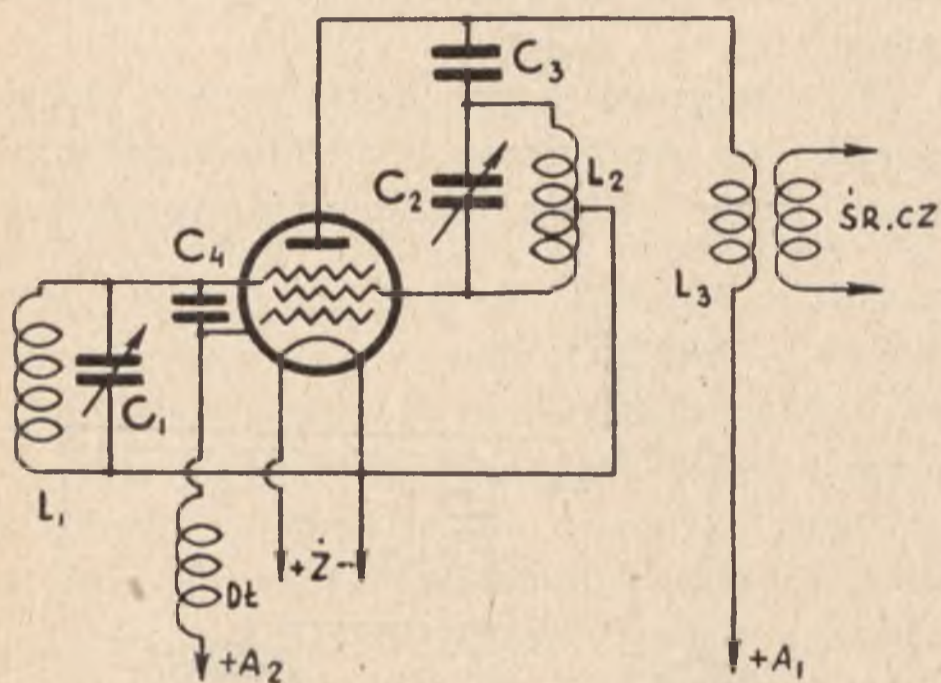 C₃
C₂
L₂
ŚR.CZ
C₄
L₃
C₁
L₁
+Ż-
Dł
+A₂
+A₁